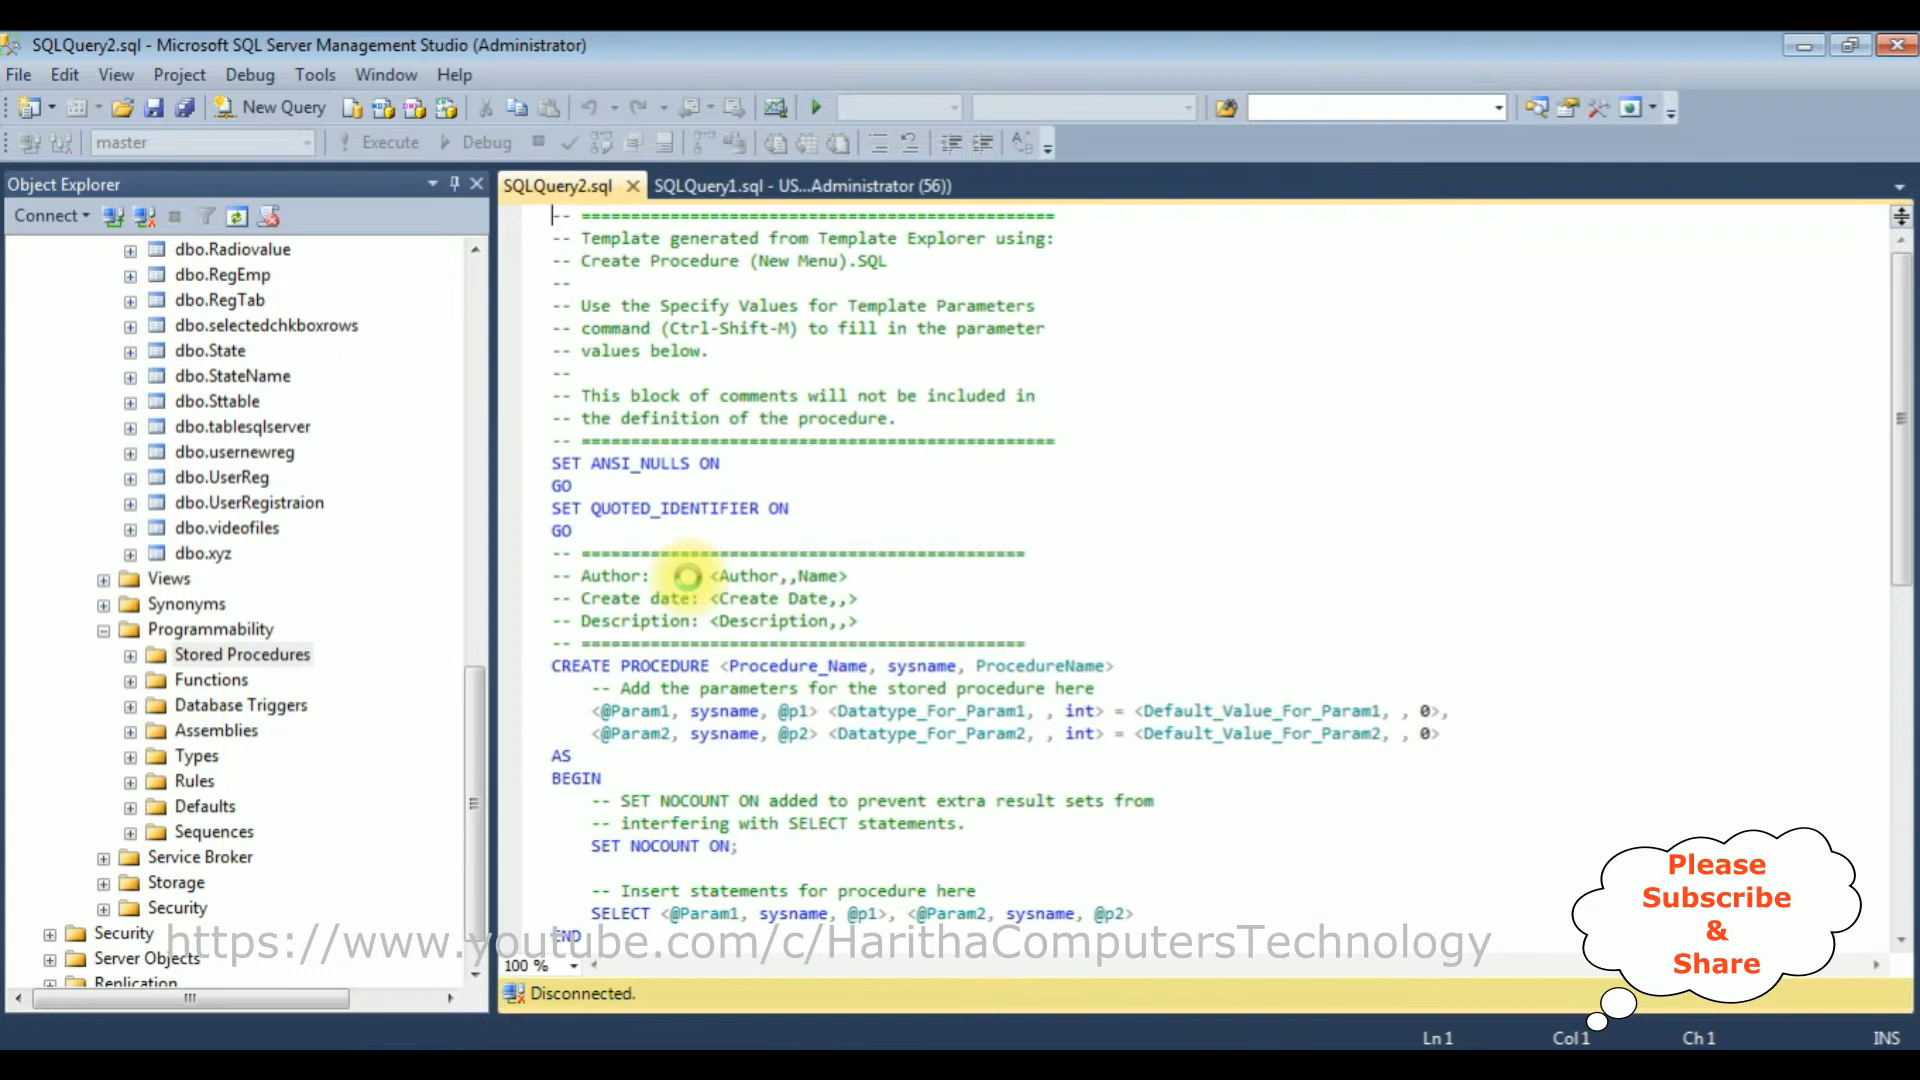 SQLQuery2.sql - Microsoft SQL Server Management Studio (Administrator)
File Edit View Project Debug Tools Window Help
New Query
master Execute Debug
Object Explorer
SQLQuery2.sql
SQLQuery1.sql - US...Administrator (56))
Connect
dbo.Radiovalue
dbo.RegEmp
dbo.RegTab
dbo.selectedchkboxrows
dbo.State
dbo.StateName
dbo.Sttable
dbo.tablesqlserver
dbo.usernewreg
dbo.UserReg
dbo.UserRegistraion
dbo.videofiles
dbo.xyz
Views
Synonyms
Programmability
Stored Procedures
Functions
Database Triggers
Assemblies
Types
Rules
Defaults
Sequences
Service Broker
Storage
Security
Security
Server Objects
Replication
-- ================================================
-- Template generated from Template Explorer using:
-- Create Procedure (New Menu).SQL
--
-- Use the Specify Values for Template Parameters
-- command (Ctrl-Shift-M) to fill in the parameter
-- values below.
--
-- This block of comments will not be included in
-- the definition of the procedure.
-- ================================================
SET ANSI_NULLS ON
GO
SET QUOTED_IDENTIFIER ON
GO
-- =============================================
-- Author: <Author,,Name>
-- Create date: <Create Date,,>
-- Description: <Description,,>
-- =============================================
CREATE PROCEDURE <Procedure_Name, sysname, ProcedureName>
-- Add the parameters for the stored procedure here
<@Param1, sysname, @p1> <Datatype_For_Param1, , int> = <Default_Value_For_Param1, , 0>,
<@Param2, sysname, @p2> <Datatype_For_Param2, , int> = <Default_Value_For_Param2, , 0>
AS
BEGIN
-- SET NOCOUNT ON added to prevent extra result sets from
-- interfering with SELECT statements.
SET NOCOUNT ON;
-- Insert statements for procedure here
SELECT <@Param1, sysname, @p1>, <@Param2, sysname, @p2>
END
https://www.youtube.com/c/HarithaComputersTechnology
100 %
Disconnected.
Please
Subscribe
&
Share
Ln 1 Col 1 Ch 1 INS